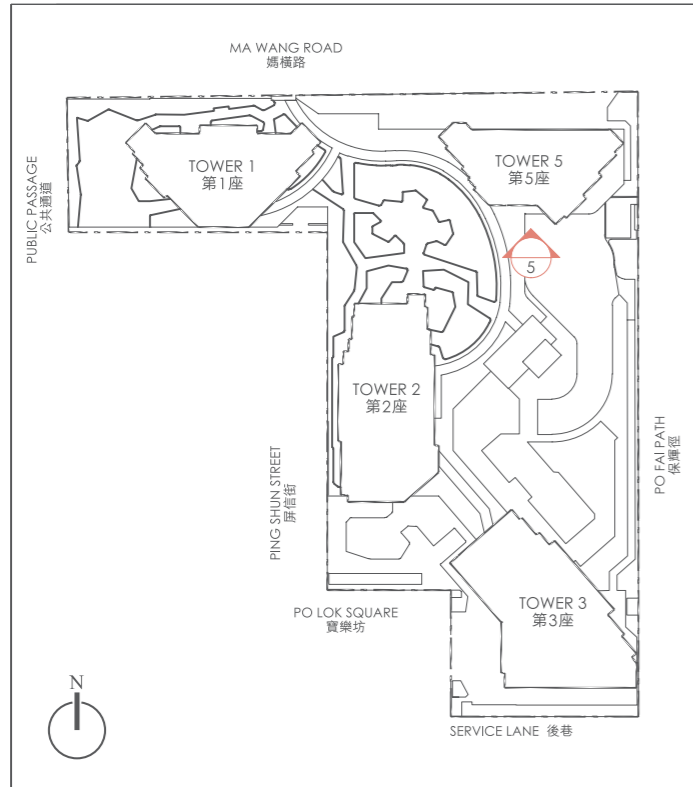 MA WANG ROAD
媽橫路
PUBLIC PASSAGE
公共通道
TOWER 1
第1座
TOWER 5
第5座
5
TOWER 2
第2座
PING SHUN STREET
屏信街
PO FAI PATH
保輝徑
PO LOK SQUARE
寶樂坊
TOWER 3
第3座
N
SERVICE LANE 後巷